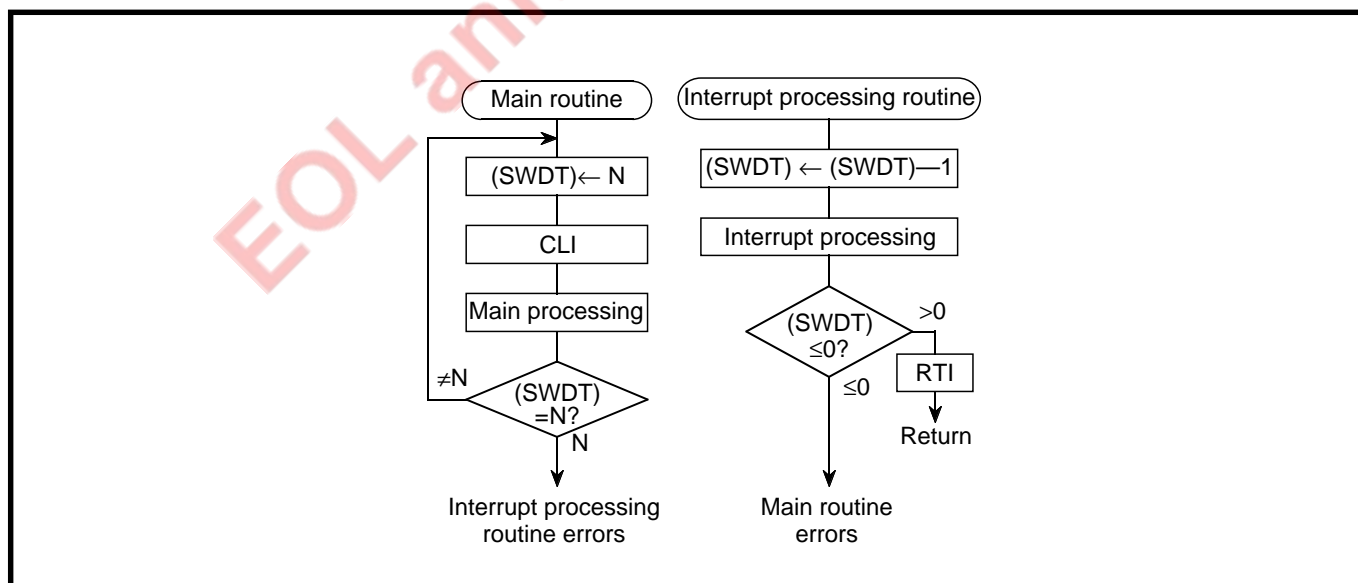 EOL an
Main routine
(SWDT)← N
CLI
Main processing
≠N
(SWDT)
=N?
N
Interrupt processing
routine errors
Interrupt processing routine
(SWDT) ← (SWDT)—1
Interrupt processing
(SWDT)
≤0?
>0
≤0
RTI
Return
Main routine
errors